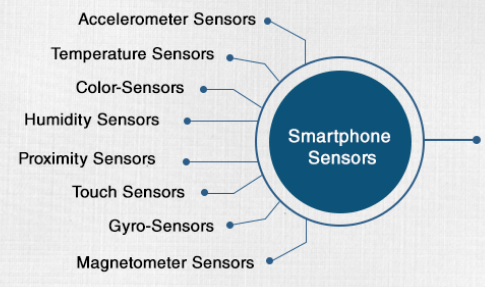 Accelerometer Sensors
Temperature Sensors
Color-Sensors
Humidity Sensors
Proximity Sensors
Touch Sensors
Gyro-Sensors
Magnetometer Sensors
Smartphone
Sensors